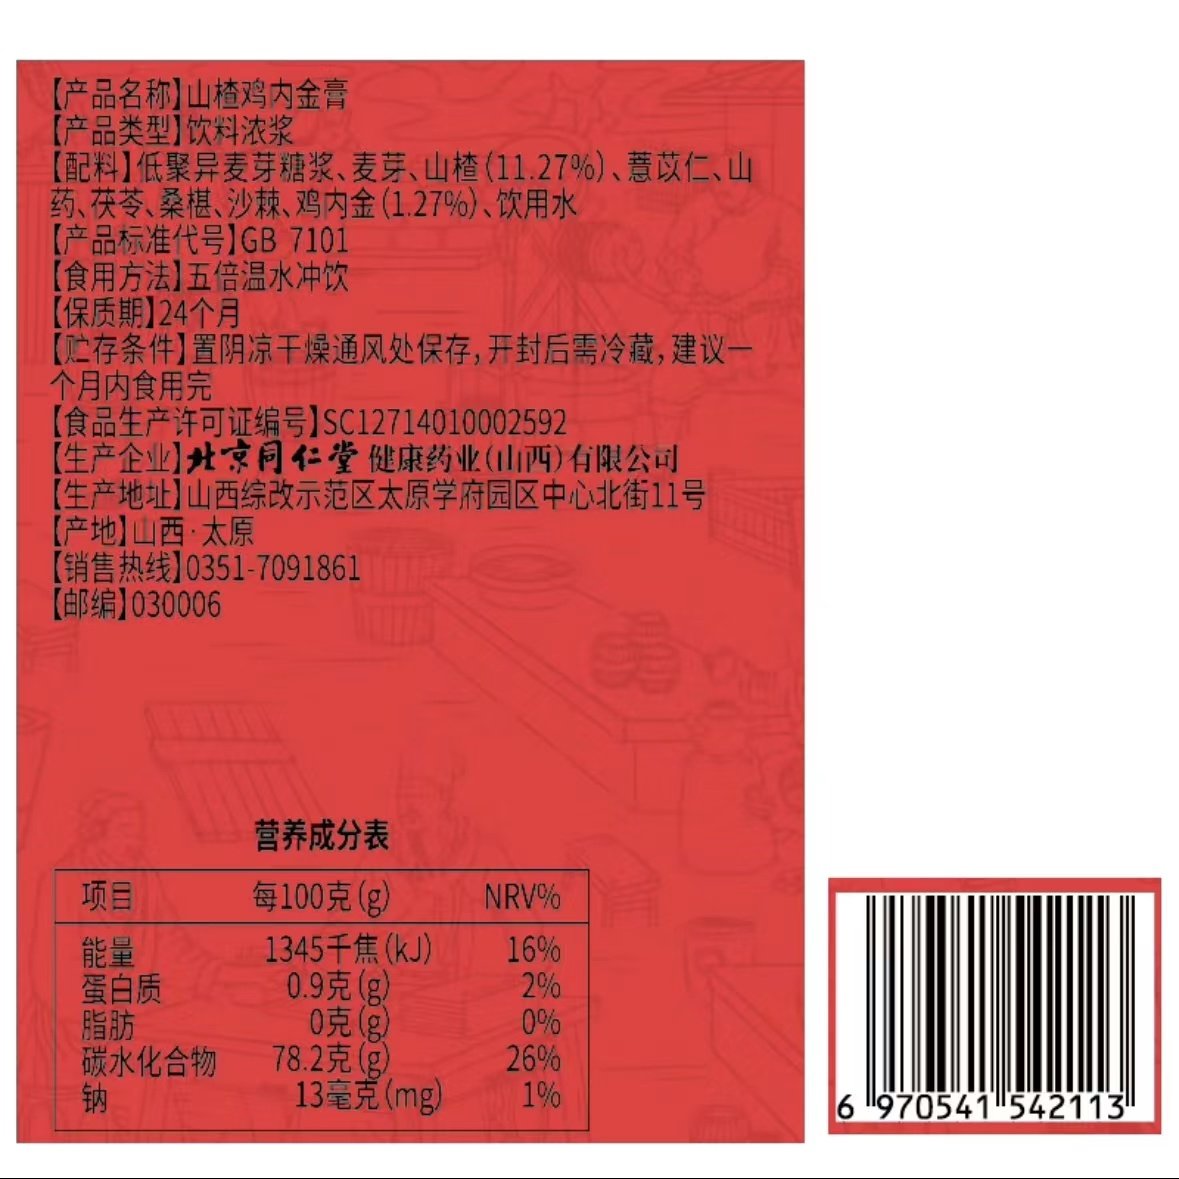 【产品名称】山楂鸡内金膏
【产品类型】饮料浓浆
【配料】低聚异麦芽糖浆、麦芽、山楂(11.27%)、薏苡仁、山
药、茯苓、桑椹、沙棘、鸡内金(1.27%)、饮用水
【产品标准代号】GB 7101
【食用方法】五倍温水冲饮
【保质期】24个月
【贮存条件】置阴凉干燥通风处保存,开封后需冷藏,建议一
个月内食用完
【食品生产许可证编号】SC12714010002592
【生产企业】北京同仁堂 健康药业(山西)有限公司
【生产地址】山西综改示范区太原学府园区中心北街11号
【产地】山西·太原
【销售热线】0351-7091861
【邮编】030006
营养成分表
项目 每100克(g) NRV%
能量 1345千焦(kJ) 16%
蛋白质 0.9克(g) 2%
脂肪 0克(g) 0%
碳水化合物 78.2克(g) 26%
钠 13毫克(mg) 1%
6 970541 542113